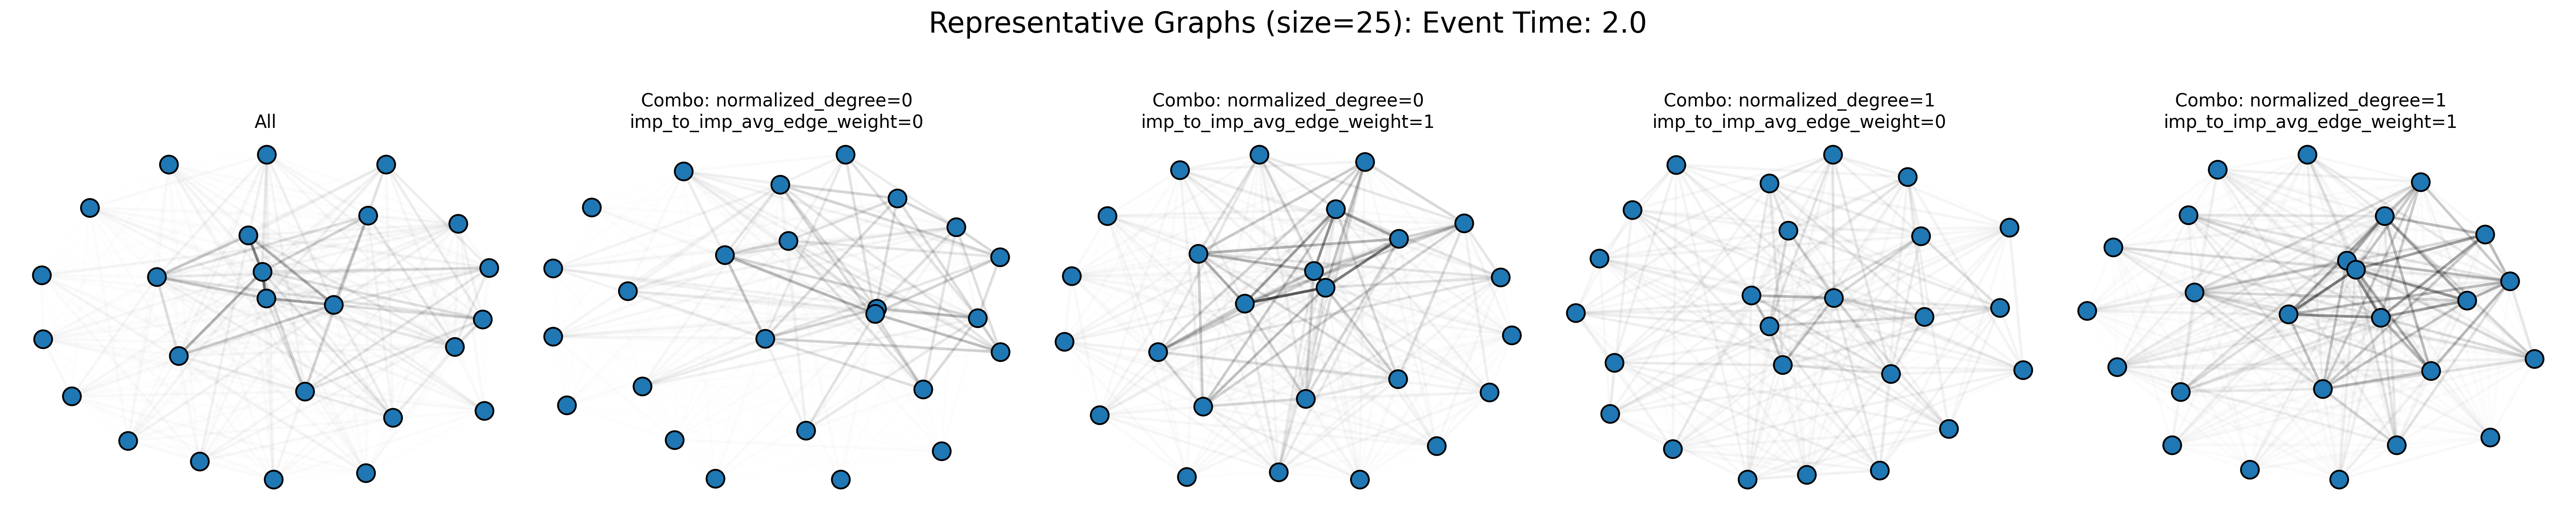 Representative Graphs (size=25): Event Time: 2.0
All
Combo: normalized_degree=0
imp_to_imp_avg_edge_weight=0
Combo: normalized_degree=0
imp_to_imp_avg_edge_weight=1
Combo: normalized_degree=1
imp_to_imp_avg_edge_weight=0
Combo: normalized_degree=1
imp_to_imp_avg_edge_weight=1